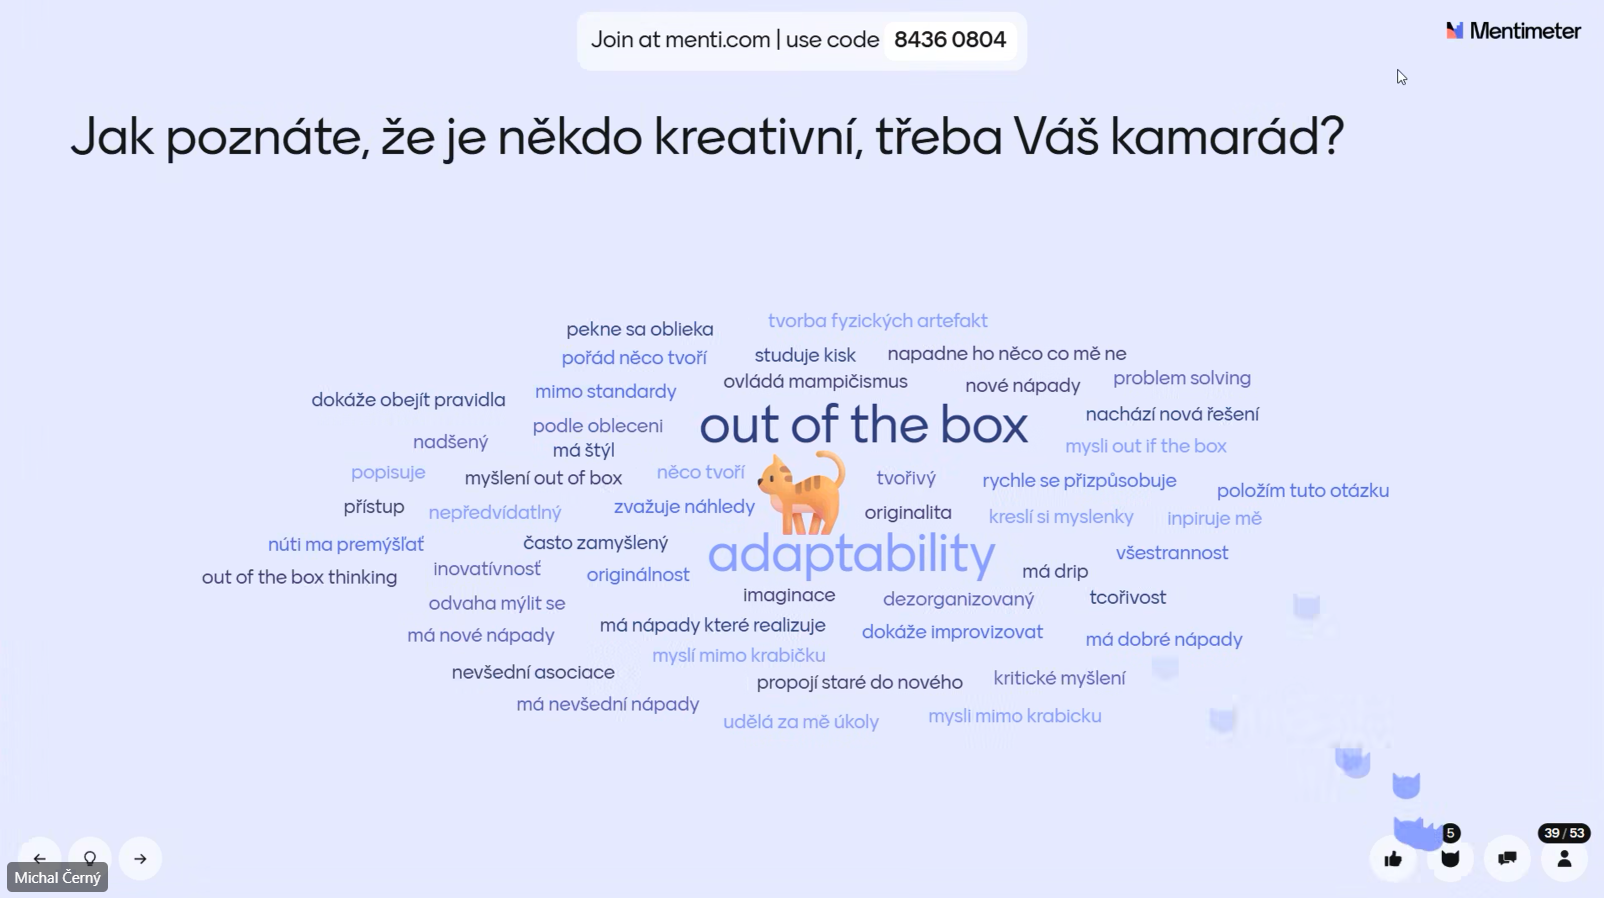 Join at menti.com | use code 8436 0804
Mentimeter
Jak poznáte, že je někdo kreativní, třeba Váš kamarád?
tvorba fyzických artefakt
pekne sa oblieka
pořád něco tvoří
studuje kisk
napadne ho něco co mě ne
ovládá mampičismus
nové nápady
problem solving
dokáže obejít pravidla
mimo standardy
out of the box
nachází nová řešení
podle obleceni
nadšený
má štýl
mysli out if the box
popisuje
myšlení out of box
něco tvoří
tvořivý
rychle se přizpůsobuje
položím tuto otázku
přístup
nepředvídatlný
zvažuje náhledy
originalita
kreslí si myslenky
inpiruje mě
núti ma premýšľať
často zamyšlený
adaptability
všestrannost
out of the box thinking
inovatívnosť
originálnost
má drip
imaginace
dezorganizovaný
tcořivost
odvaha mýlit se
má nové nápady
má nápady které realizuje
dokáže improvizovat
má dobré nápady
myslí mimo krabičku
nevšední asociace
propojí staré do nového
kritické myšlení
má nevšední nápady
udělá za mě úkoly
mysli mimo krabicku
5
39 / 53
Michal Černý